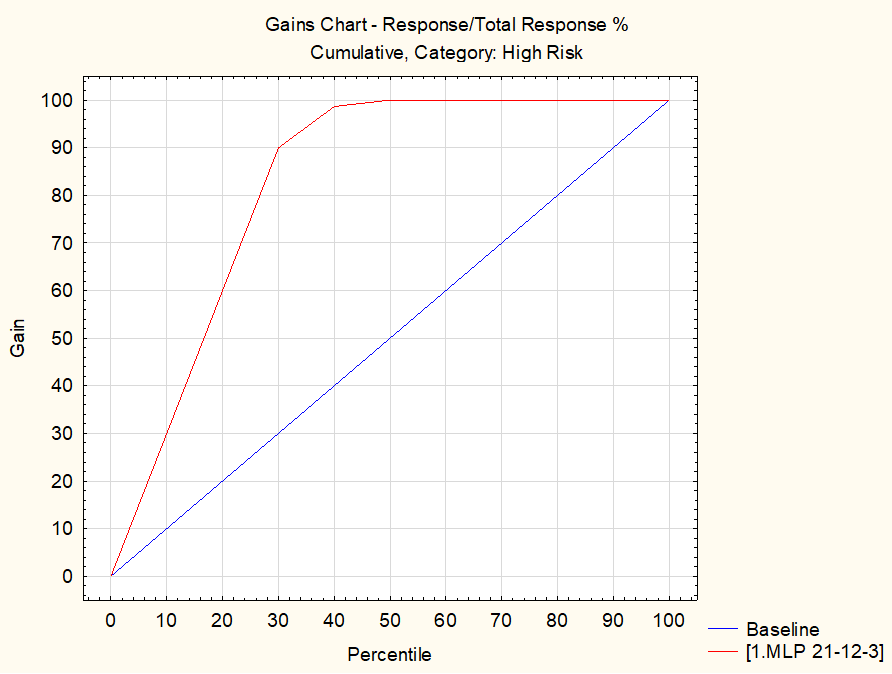 Gains Chart - Response/Total Response %
Cumulative, Category: High Risk
100
90
80
70
60
50
40
30
20
10
0
Gain
0 10 20 30 40 50 60 70 80 90 100
Percentile
Baseline
[1.MLP 21-12-3]